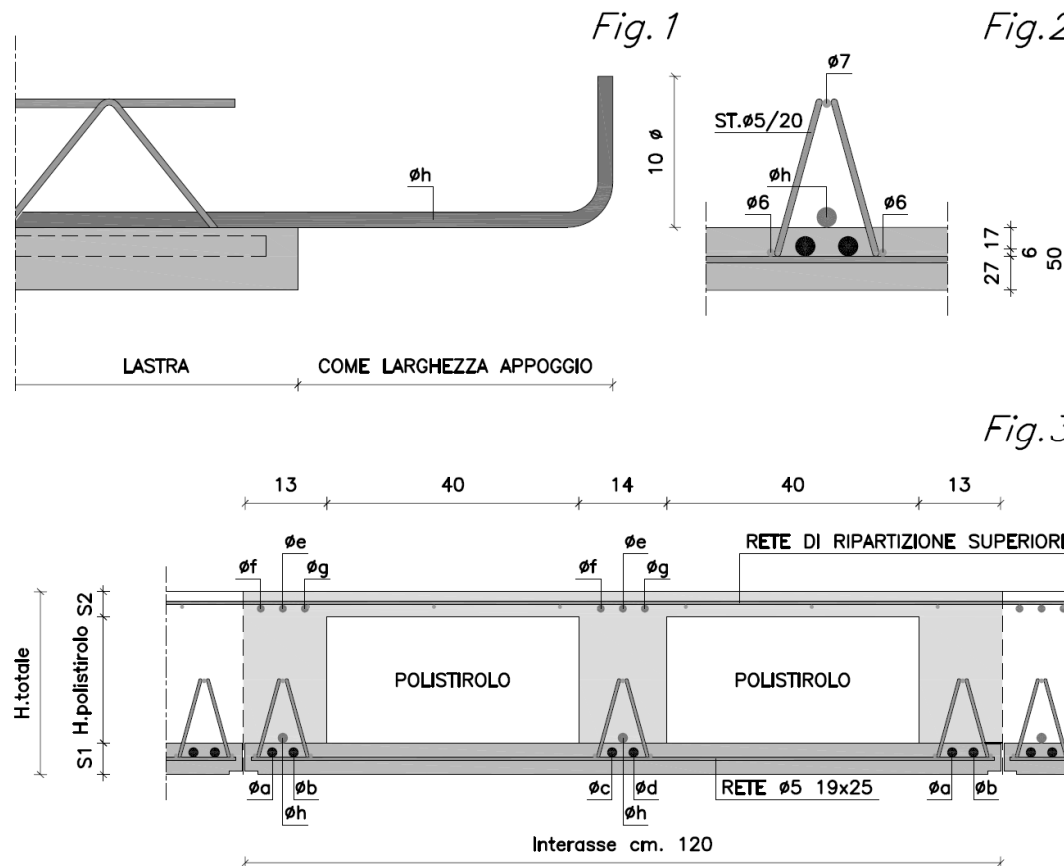 Fig.1
Fig.2
ø7
ST.ø5/20
10 ø
øh
øh
ø6
ø6
17
6
27
50
LASTRA
COME LARGHEZZA APPOGGIO
Fig.3
13
40
14
40
13
RETE DI RIPARTIZIONE SUPERIORE
øe
øe
øf
øg
øf
øg
S2
H.polistirolo
H.totale
S1
POLISTIROLO
POLISTIROLO
øa
øb
øc
ød
RETE ø5 19x25
øa
øb
øh
øh
Interasse cm. 120